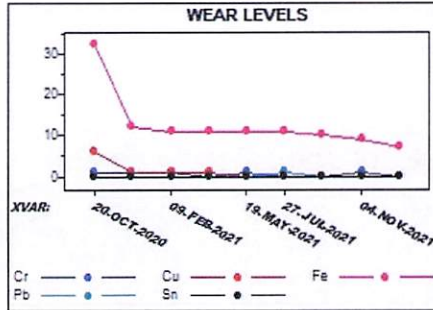 WEAR LEVELS
30
20
10
0
XVAR:
20.OCT.2020
09.FEB-2021
19.MAY-2021
27.JUL-2021
04.NOV-2021
Cr
Cu
Fe
Pb
Sn